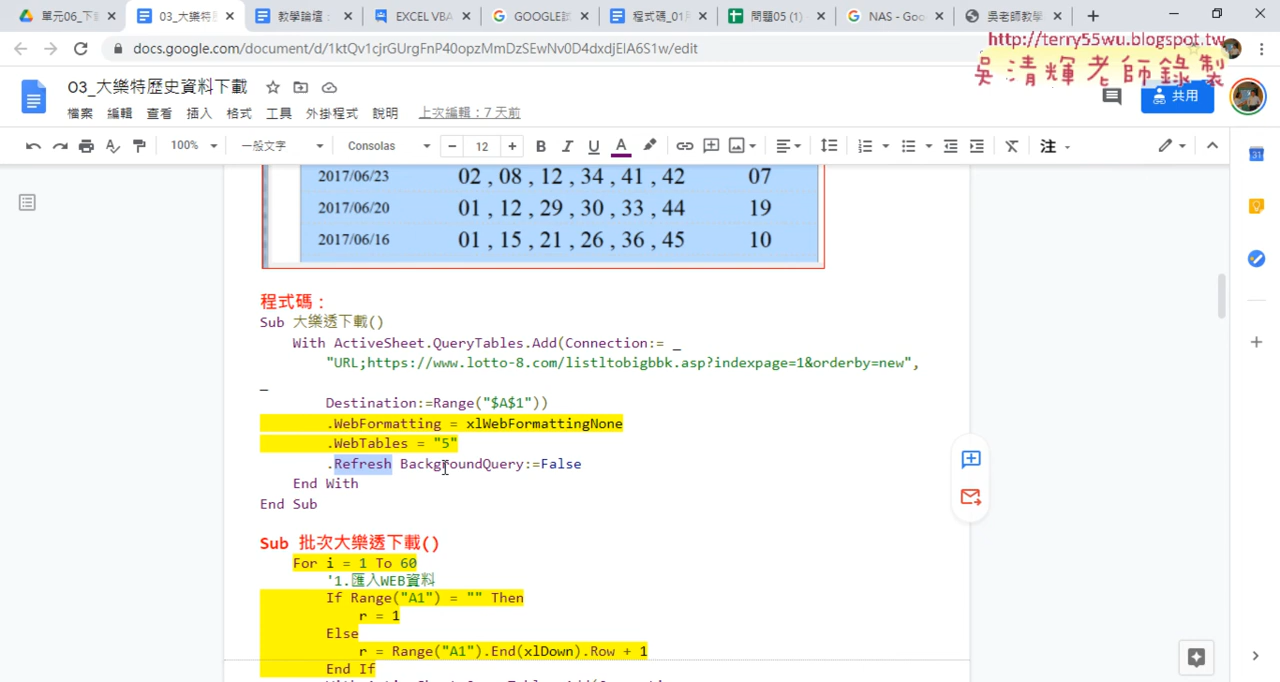 單元06_下
03_大樂特
教學論壇：
EXCEL VBA
GOOGLE試
程式碼_01月
問題05 (1)
NAS - Goo
吳老師教學
docs.google.com/document/d/1ktQv1cjrGUrgFnP40opzMmDzSEwNv0D4dxdjEIA6S1w/edit
http://terry55wu.blogspot.tw
吳清輝老師錄製
03_大樂特歷史資料下載
檔案 編輯 查看 插入 格式 工具 外掛程式 說明 上次編輯：7 天前
共用
100% 一般文字 Consolas 12 B I U A 注
31
2017/06/23 02 , 08 , 12 , 34 , 41 , 42 07
2017/06/20 01 , 12 , 29 , 30 , 33 , 44 19
2017/06/16 01 , 15 , 21 , 26 , 36 , 45 10
程式碼：
Sub 大樂透下載()
With ActiveSheet.QueryTables.Add(Connection:= _
"URL;https://www.lotto-8.com/listltobigbbk.asp?indexpage=1&orderby=new",
_
Destination:=Range("$A$1"))
.WebFormatting = xlWebFormattingNone
.WebTables = "5"
.Refresh BackgroundQuery:=False
End With
End Sub
Sub 批次大樂透下載()
For i = 1 To 60
'1.匯入WEB資料
If Range("A1") = "" Then
r = 1
Else
r = Range("A1").End(xlDown).Row + 1
End If